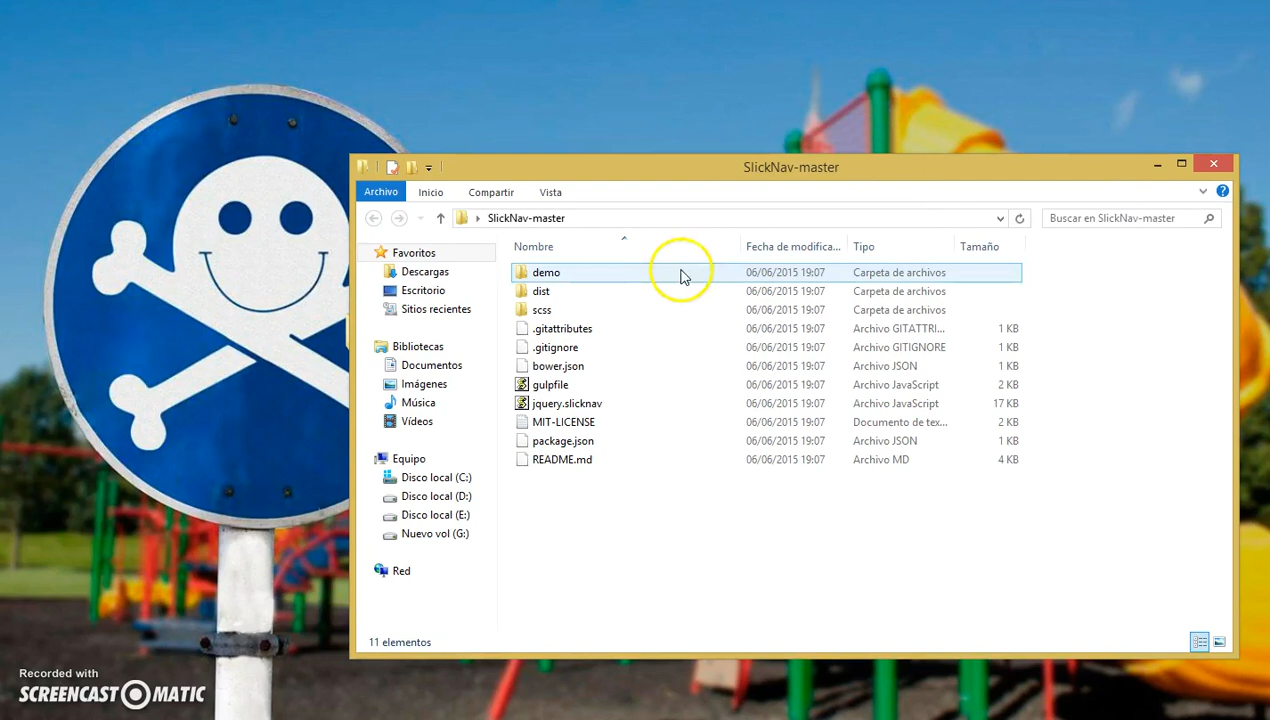 SlickNav-master
Archivo Inicio Compartir Vista
SlickNav-master
Buscar en SlickNav-master
Nombre Fecha de modifica... Tipo Tamaño
Favoritos
Descargas
Escritorio
Sitios recientes
Bibliotecas
Documentos
Imágenes
Música
Vídeos
Equipo
Disco local (C:)
Disco local (D:)
Disco local (E:)
Nuevo vol (G:)
Red
demo 06/06/2015 19:07 Carpeta de archivos
dist 06/06/2015 19:07 Carpeta de archivos
scss 06/06/2015 19:07 Carpeta de archivos
.gitattributes 06/06/2015 19:07 Archivo GITATTRI... 1 KB
.gitignore 06/06/2015 19:07 Archivo GITIGNORE 1 KB
bower.json 06/06/2015 19:07 Archivo JSON 1 KB
gulpfile 06/06/2015 19:07 Archivo JavaScript 2 KB
jquery.slicknav 06/06/2015 19:07 Archivo JavaScript 17 KB
MIT-LICENSE 06/06/2015 19:07 Documento de tex... 2 KB
package.json 06/06/2015 19:07 Archivo JSON 1 KB
README.md 06/06/2015 19:07 Archivo MD 4 KB
11 elementos
Recorded with
SCREENCAST-O-MATIC